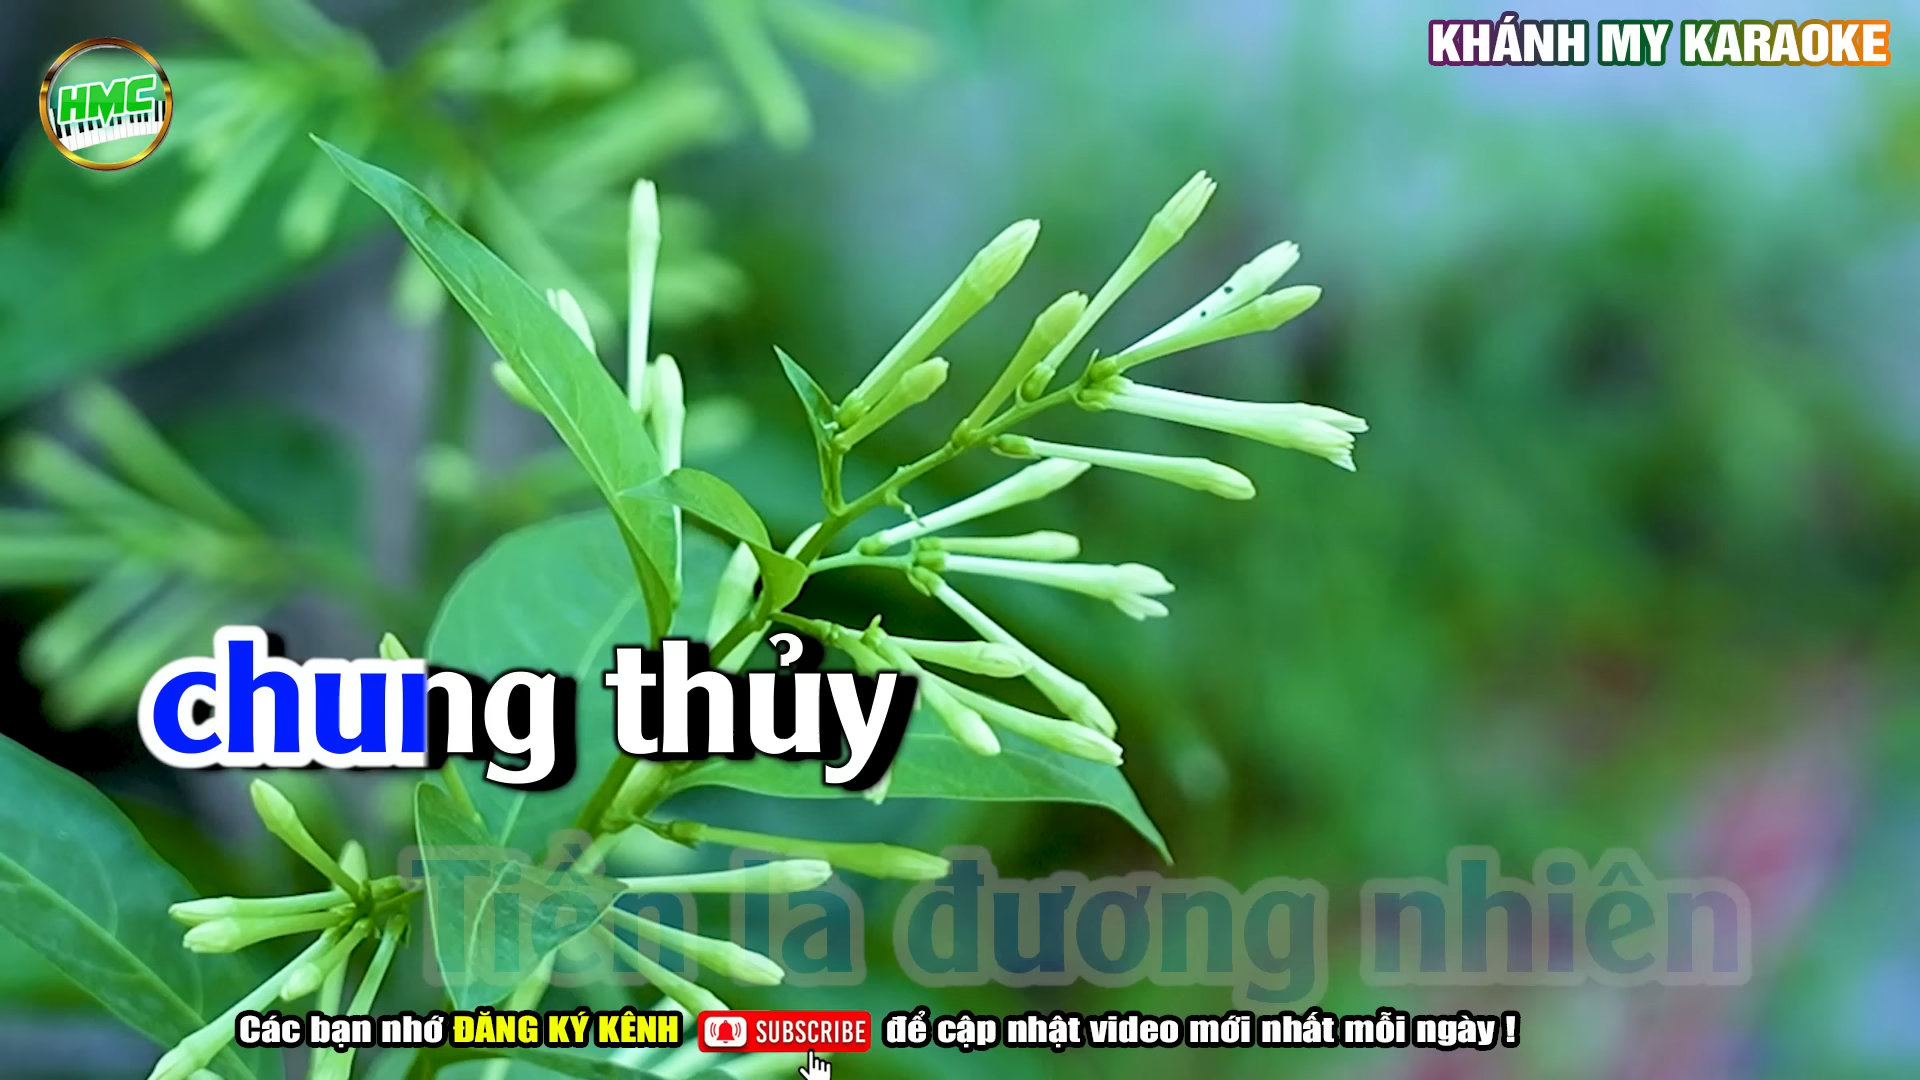 KHÁNH MY KARAOKE
HMC
chung thủy
Tiền là đương nhiên
Các bạn nhớ ĐĂNG KÝ KÊNH SUBSCRIBE để cập nhật video mới nhất mỗi ngày !